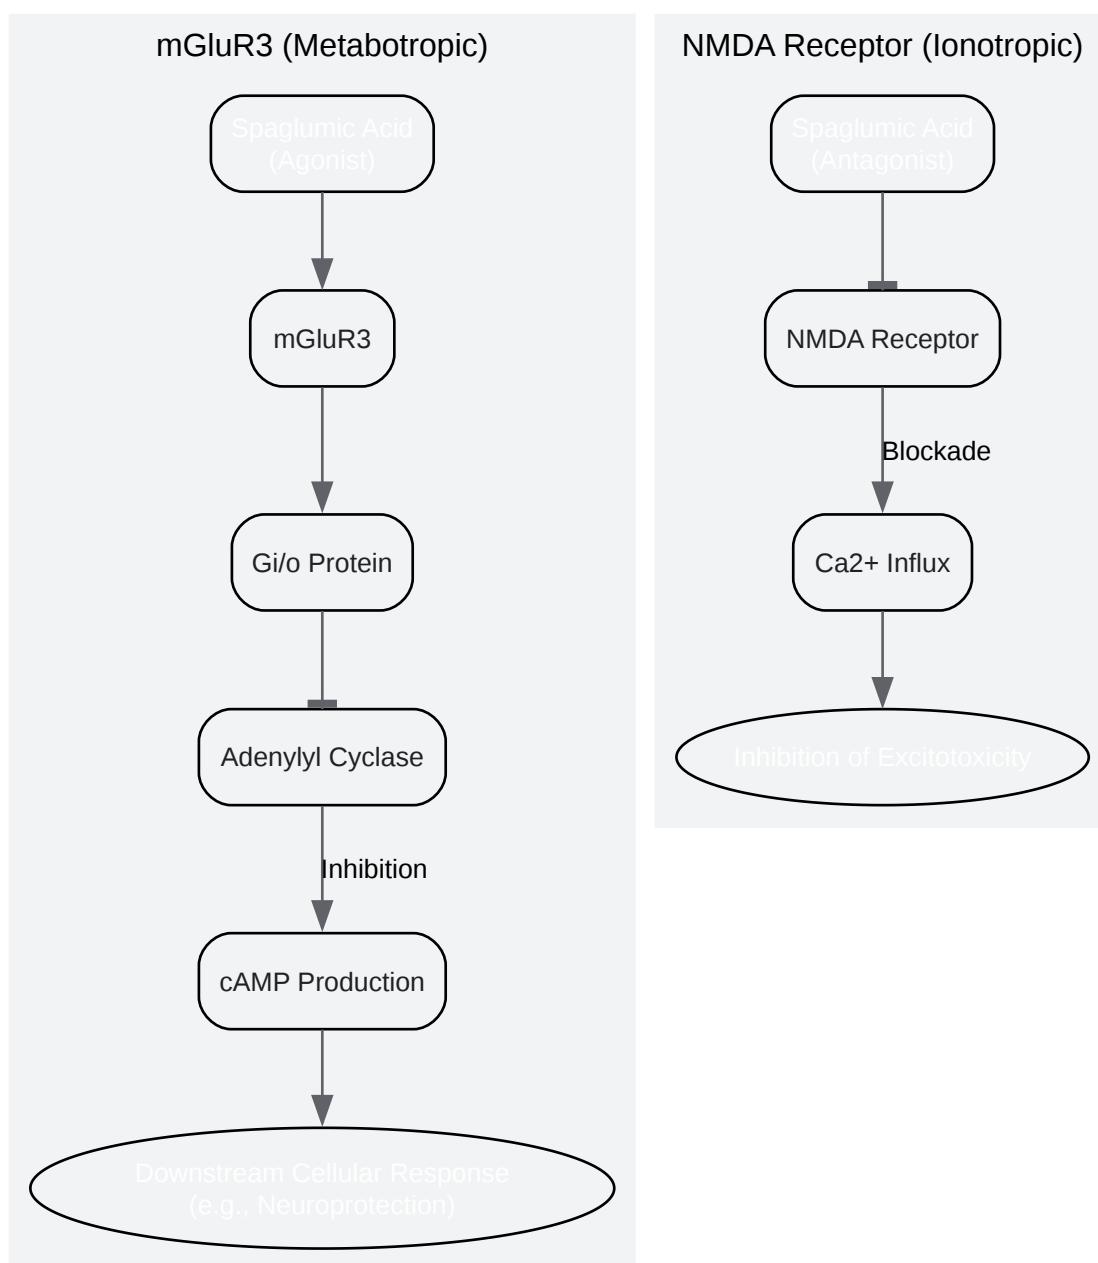 mGluR3 (Metabotropic)
Spaglumic Acid
(Agonist)
mGluR3
Gi/o Protein
Adenylyl Cyclase
Inhibition
cAMP Production
Downstream Cellular Response
(e.g., Neuroprotection)
NMDA Receptor (Ionotropic)
Spaglumic Acid
(Antagonist)
NMDA Receptor
Blockade
Ca2+ Influx
Inhibition of Excitotoxicity